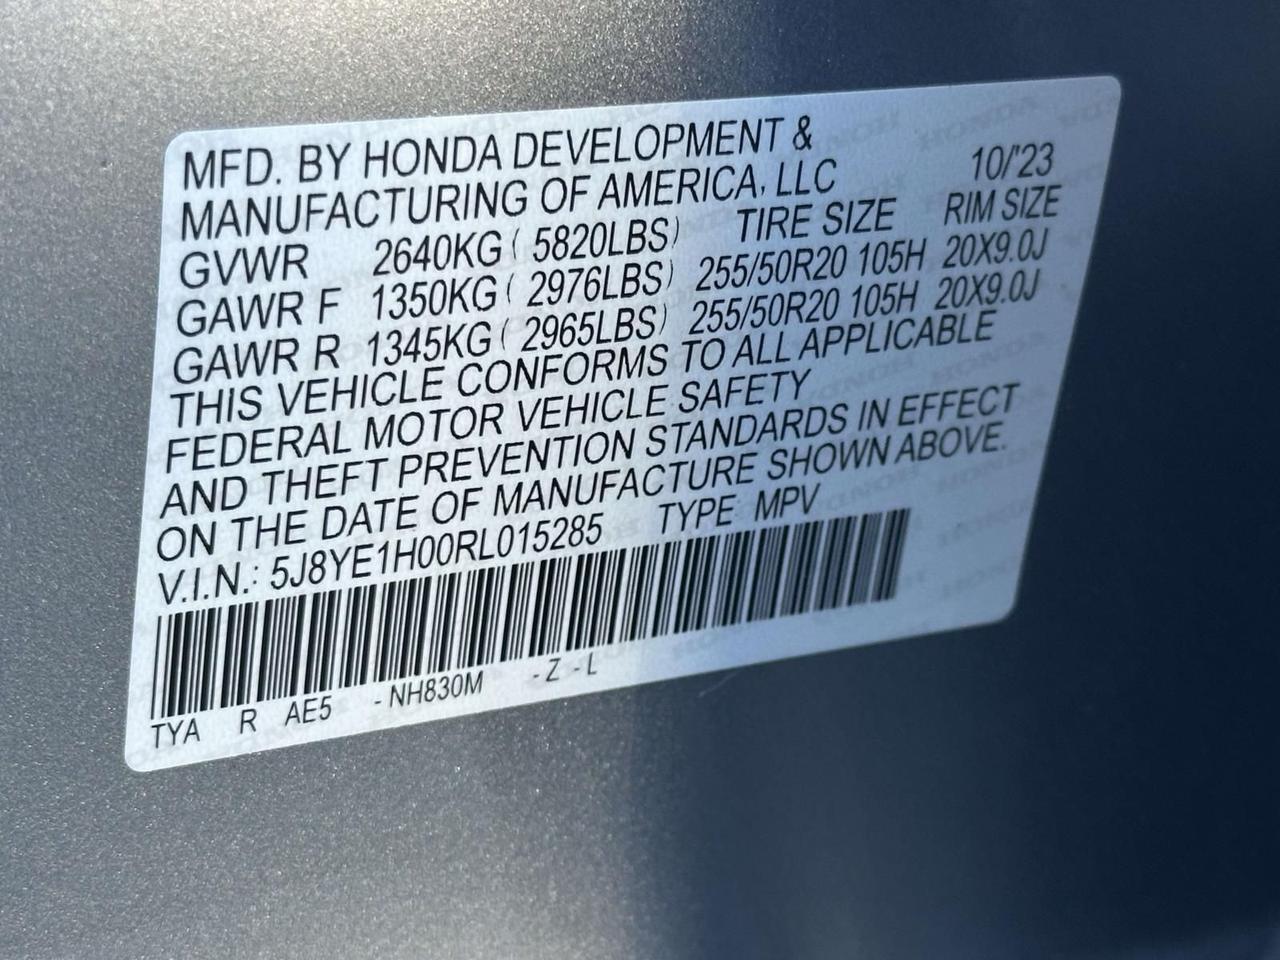 MFD. BY HONDA DEVELOPMENT &
MANUFACTURING OF AMERICA, LLC 10/'23
GVWR 2640KG ( 5820LBS) TIRE SIZE RIM SIZE
GAWR F 1350KG ( 2976LBS) 255/50R20 105H 20X9.0J
GAWR R 1345KG ( 2965LBS) 255/50R20 105H 20X9.0J
THIS VEHICLE CONFORMS TO ALL APPLICABLE
FEDERAL MOTOR VEHICLE SAFETY
AND THEFT PREVENTION STANDARDS IN EFFECT
ON THE DATE OF MANUFACTURE SHOWN ABOVE.
V.I.N.: 5J8YE1H00RL015285 TYPE MPV
TYA R AE5 -NH830M -Z -L